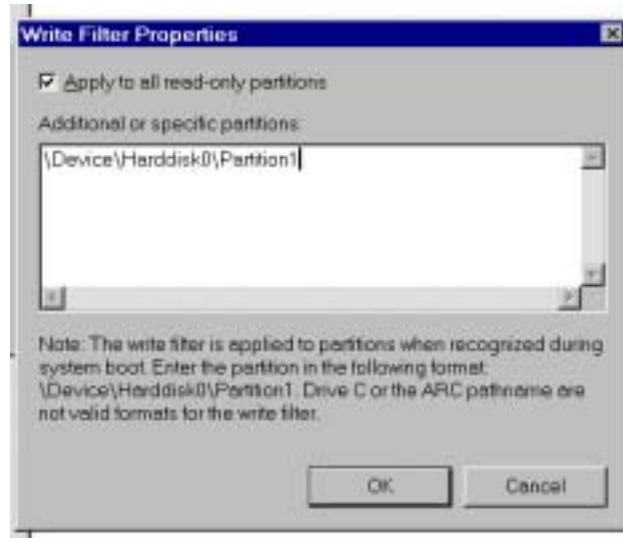 Write Filter Properties
Apply to all read-only partitions
Additional or specific partitions:
\Device\Harddisk0\Partition1
Note: The write filter is applied to partitions when recognized during
system boot. Enter the partition in the following format:
\Device\Harddisk0\Partition1. Drive C or the ARC pathname are
not valid formats for the write filter.
OK
Cancel